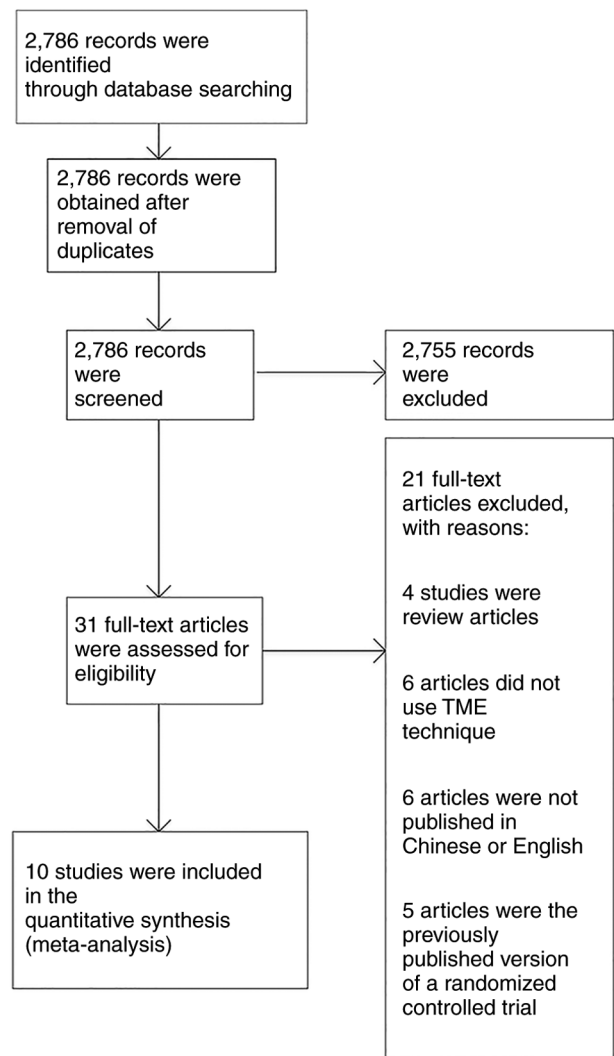 2,786 records were
identified
through database searching
2,786 records were
obtained after
removal of
duplicates
2,786 records
were
screened
2,755 records
were
excluded
31 full-text articles
were assessed for
eligibility
21 full-text
articles excluded,
with reasons:
4 studies were
review articles
6 articles did not
use TME
technique
6 articles were not
published in
Chinese or English
5 articles were the
previously
published version
of a randomized
controlled trial
10 studies were included
in the
quantitative synthesis
(meta-analysis)